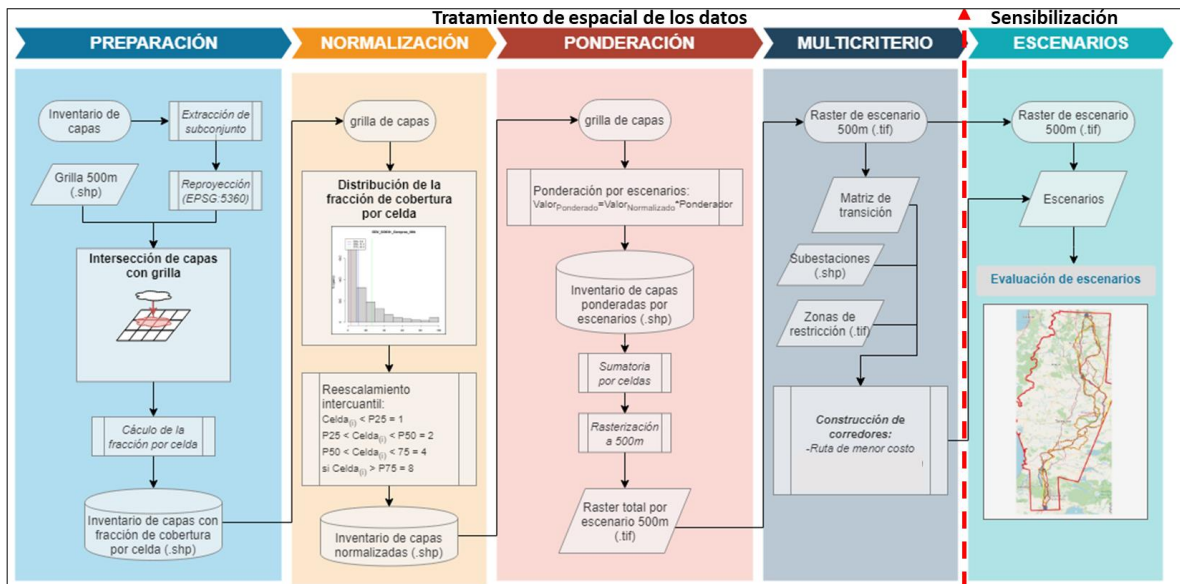 Tratamiento de espacial de los datos
Sensibilización
PREPARACIÓN
NORMALIZACIÓN
PONDERACIÓN
MULTICRITERIO
ESCENARIOS
Inventario de
capas
Extracción de
subconjunto
Grilla 500m
(.shp)
Reproyección
(EPSG:5360)
Intersección de capas
con grilla
Cáculo de la
fracción por celda
Inventario de capas con
fracción de cobertura
por celda (.shp)
grilla de capas
Distribución de la
fracción de cobertura
por celda
Reescalamiento
intercuantil:
Celda(i) < P25 = 1
P25 < Celda(i) < P50 = 2
P50 < Celda(i) < 75 = 4
si Celda(i) > P75 = 8
Inventario de capas
normalizadas (.shp)
grilla de capas
Ponderación por escenarios:
ValorPonderado=ValorNormalizado*Ponderador
Inventario de capas
ponderadas por
escenarios (.shp)
Sumatoria
por celdas
Rasterización
a 500m
Raster total por
escenario 500m
(.tif)
Raster de escenario
500m (.tif)
Matriz de
transición
Subestaciones
(.shp)
Zonas de
restricción (.tif)
Construcción de
corredores:
-Ruta de menor costo
Raster de escenario
500m (.tif)
Escenarios
Evaluación de escenarios